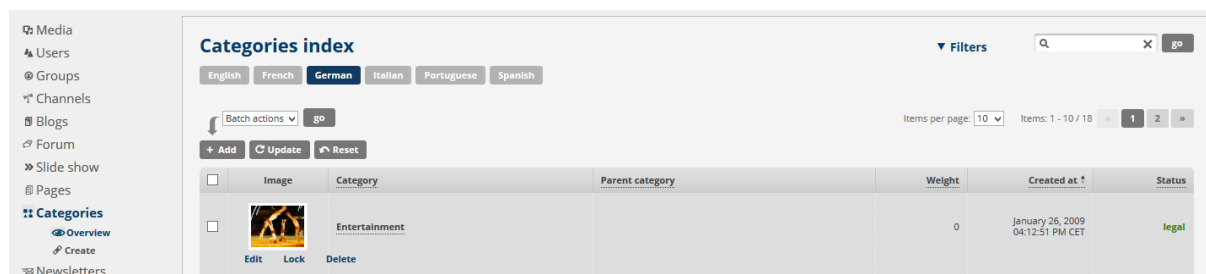 Media
Users
Groups
Channels
Blogs
Forum
Slide show
Pages
Categories
Overview
Create
Newsletters
Categories index
Filters
go
English French German Italian Portuguese Spanish
Batch actions go
Items per page: 10 Items: 1 - 10 / 18 « 1 2 »
+ Add Update Reset
Image Category Parent category Weight Created at Status
Entertainment 0 January 26, 2009
04:12:51 PM CET legal
Edit Lock Delete